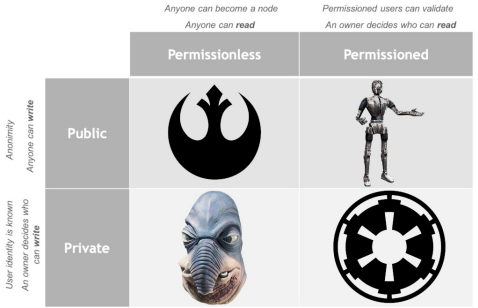 Anyone can become a node
Anyone can read
Permissioned users can validate
An owner decides who can read
Permissionless
Permissioned
Anonimity
Anyone can write
Public
User identity is known
An owner decides who
can write
Private